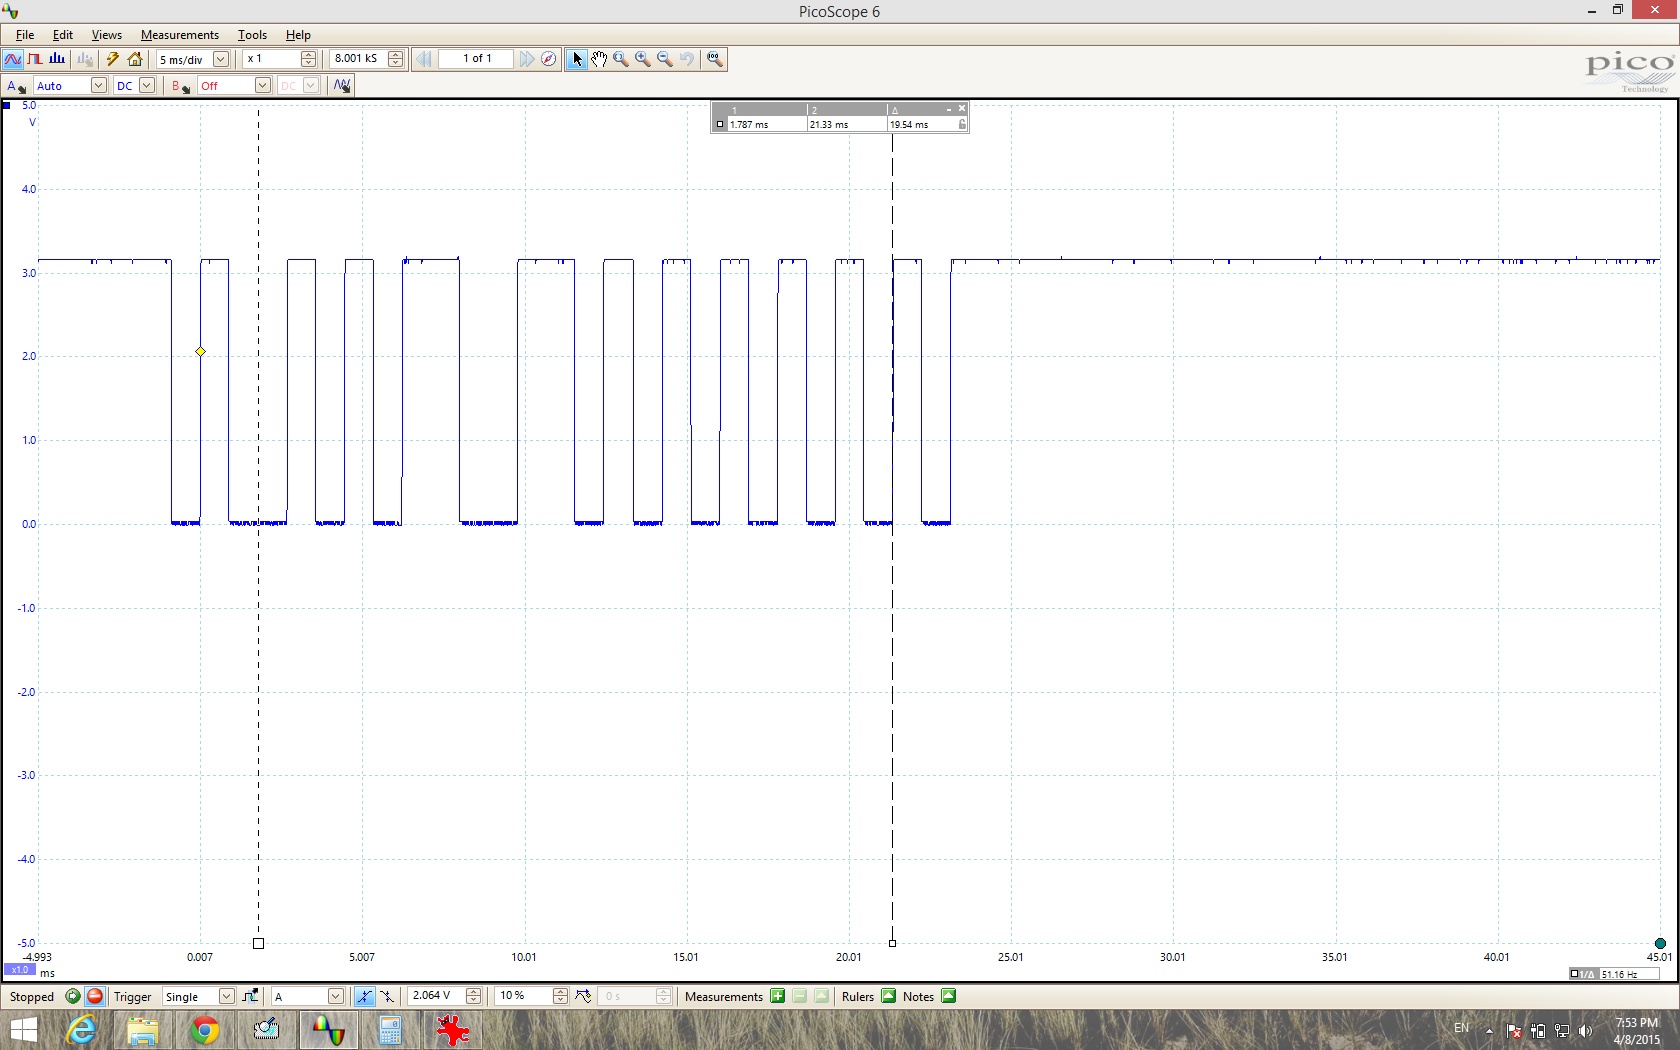 PicoScope 6
File Edit Views Measurements Tools Help
5 ms/div x 1 8.001 kS 1 of 1
pico
Technology
A Auto DC B Off DC
5.0
V
1 2 Δ
1.787 ms 21.33 ms 19.54 ms
4.0
3.0
2.0
1.0
0.0
-1.0
-2.0
-3.0
-4.0
-5.0
-4.993 0.007 5.007 10.01 15.01 20.01 25.01 30.01 35.01 40.01 45.01
x1.0 ms
1/Δ 51.16 Hz
Stopped Trigger Single A 2.064 V 10 % 0 s Measurements Rulers Notes
EN
7:53 PM
4/8/2015